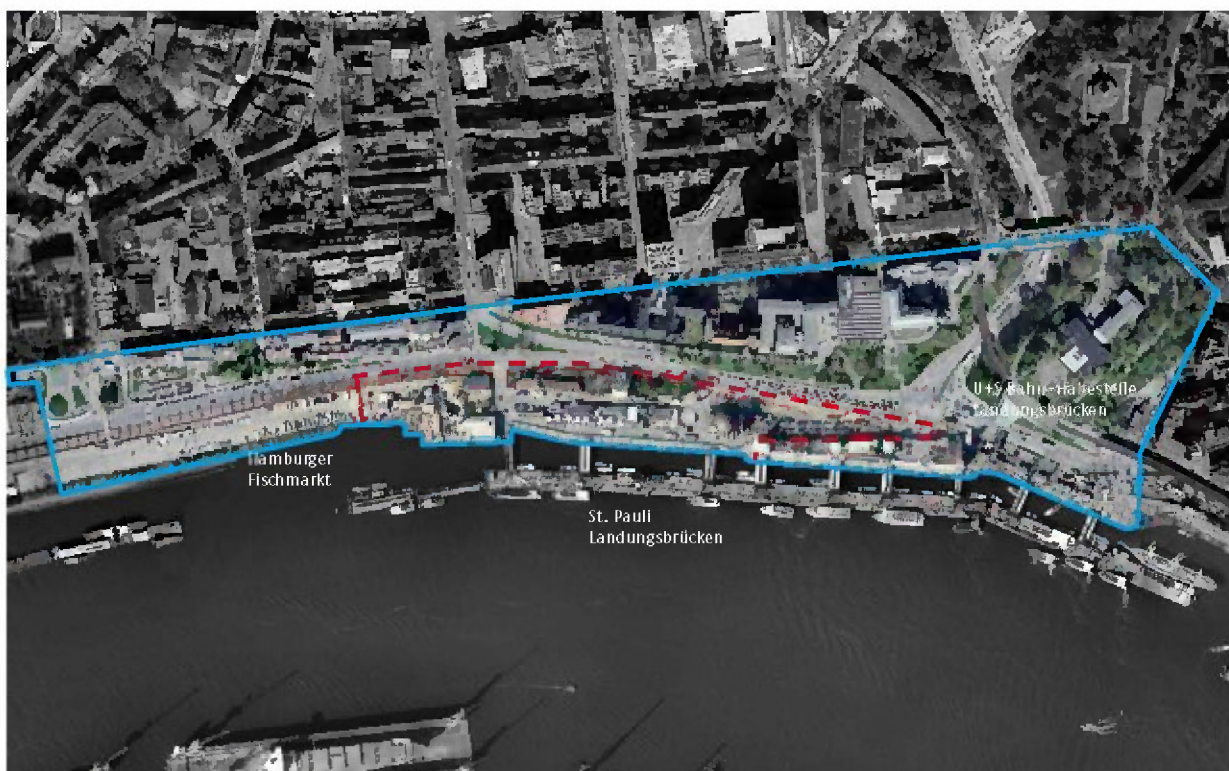 U+S Bahn-Haltestelle
Landungsbrücken
Hamburger
Fischmarkt
St. Pauli
Landungsbrücken